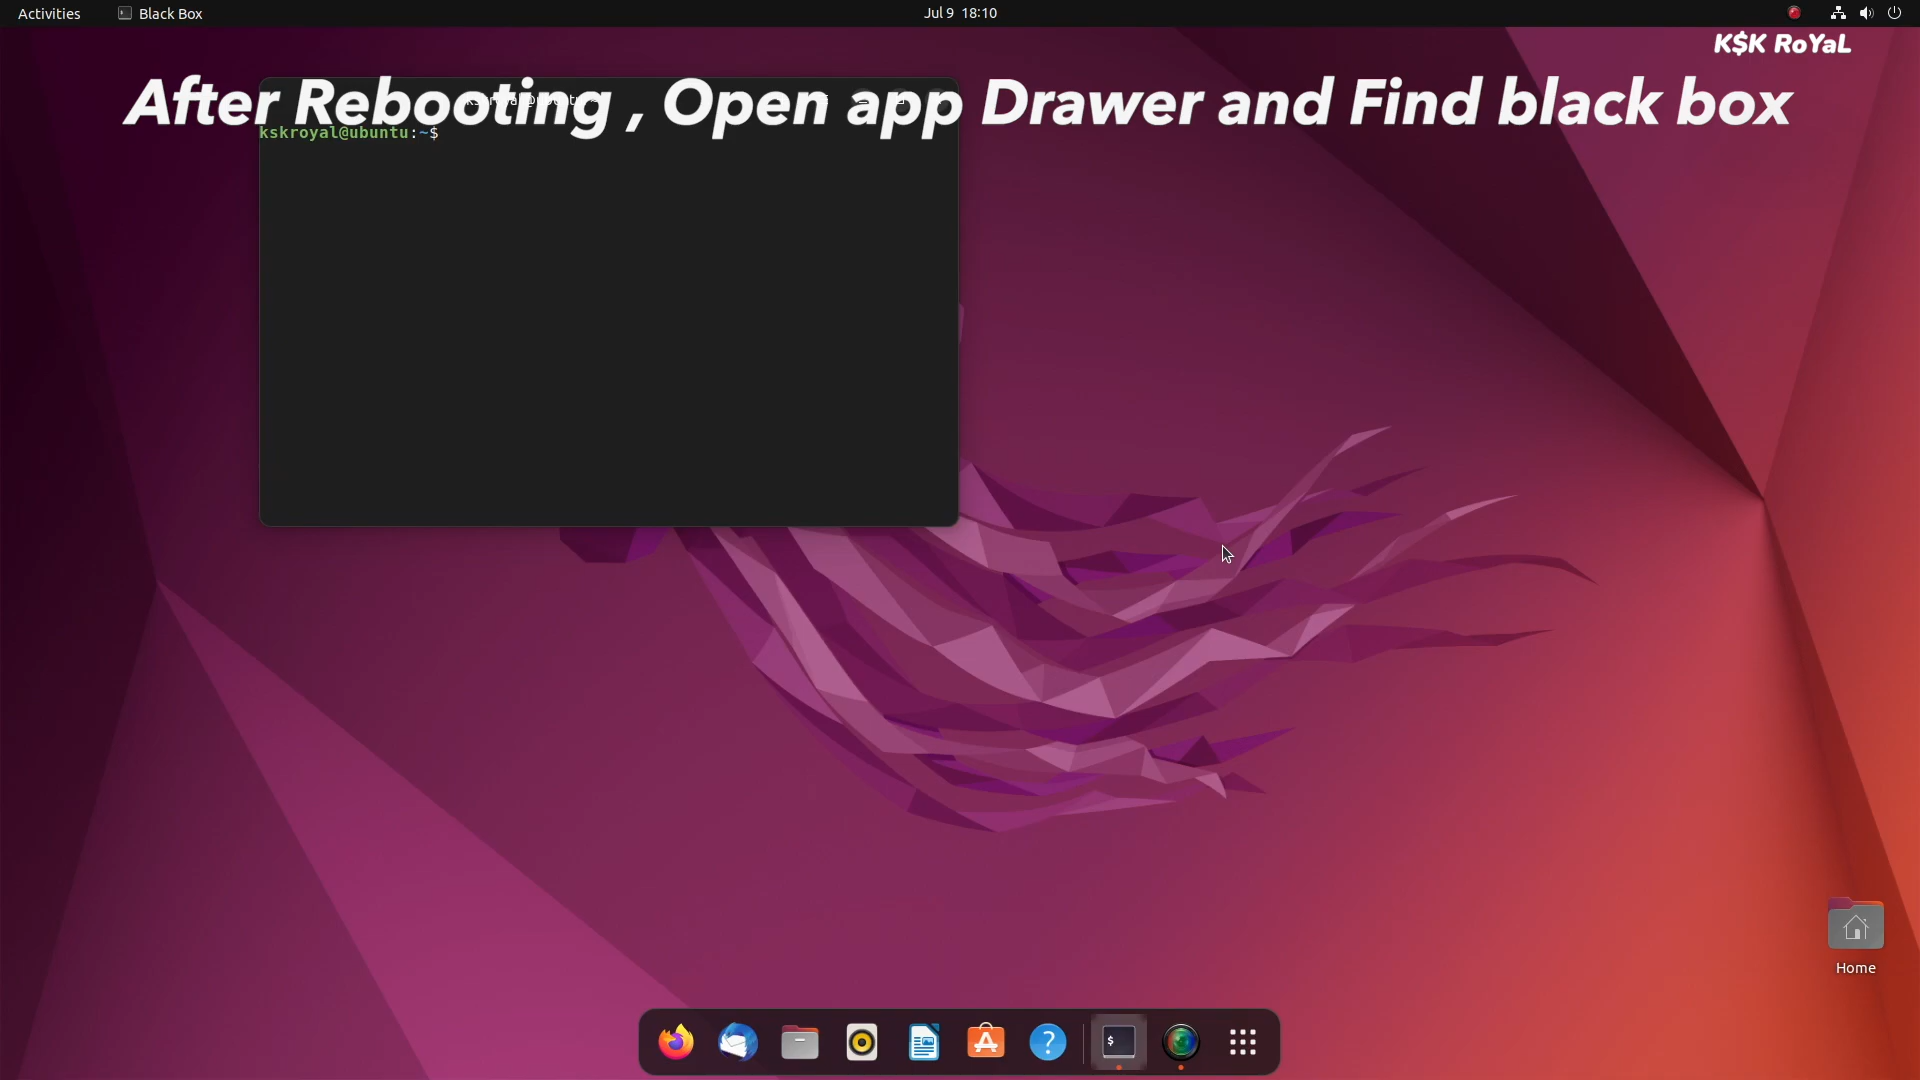 Activities
Black Box
Jul 9 18:10
K$K RoYaL
After Rebooting , Open app Drawer and Find black box
kskroyal@ubuntu:~$
Home